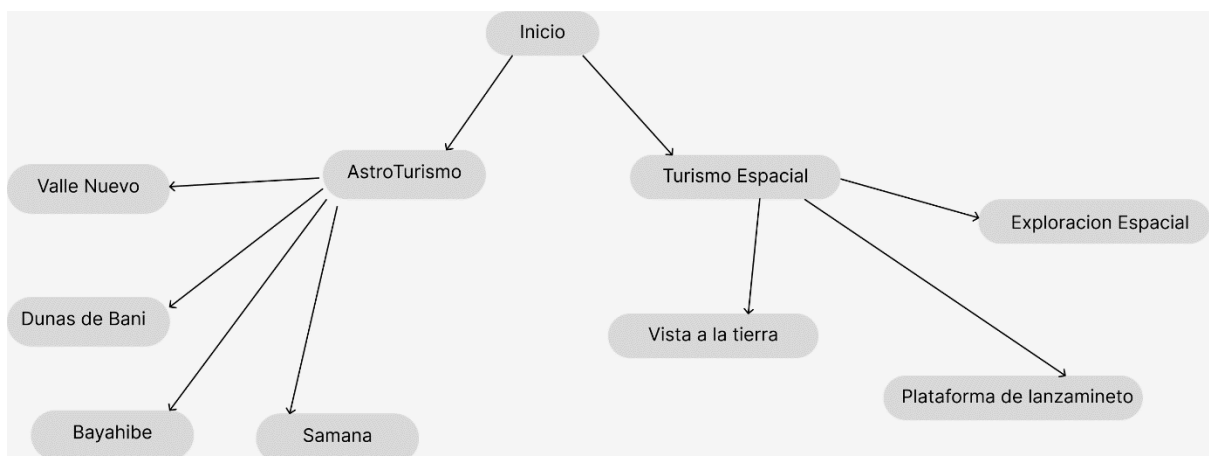 Inicio
AstroTurismo
Turismo Espacial
Valle Nuevo
Exploracion Espacial
Dunas de Bani
Vista a la tierra
Plataforma de lanzamineto
Bayahibe
Samana